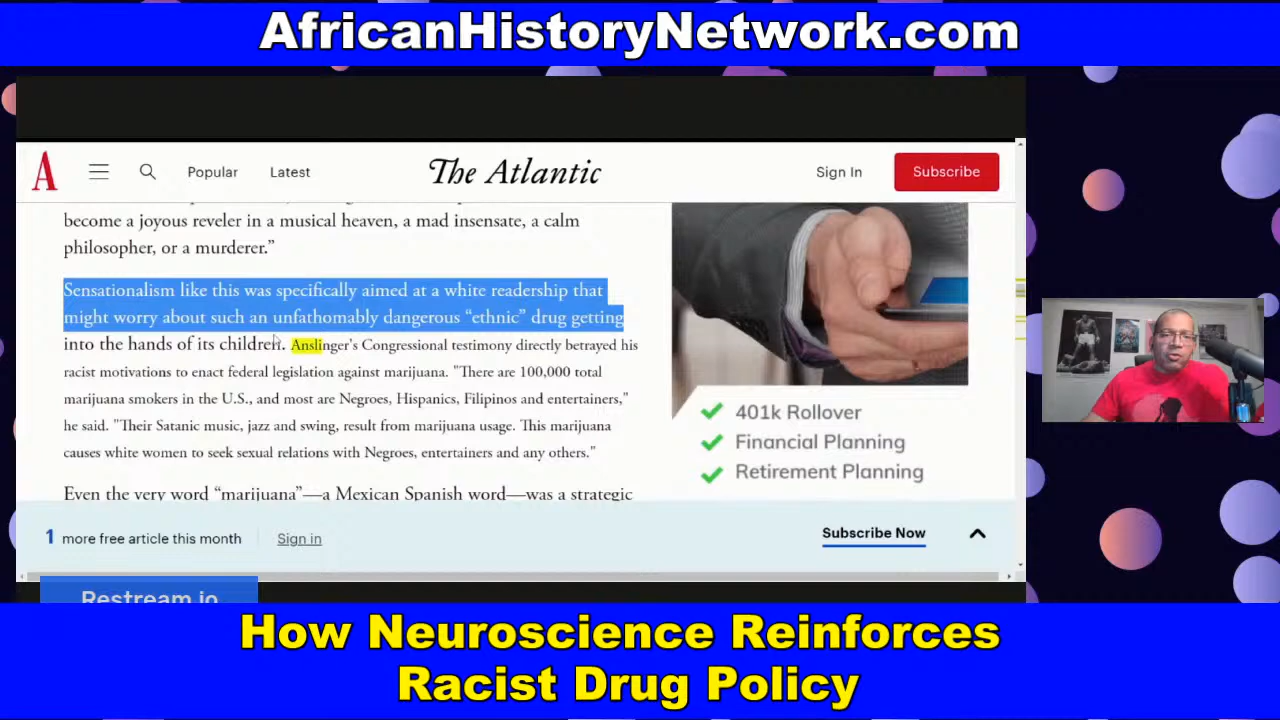 AfricanHistoryNetwork.com
A
Popular
Latest
The Atlantic
Sign In
Subscribe
become a joyous reveler in a musical heaven, a mad insensate, a calm
philosopher, or a murderer.”
Sensationalism like this was specifically aimed at a white readership that
might worry about such an unfathomably dangerous “ethnic” drug getting
into the hands of its children. Anslinger's Congressional testimony directly betrayed his
racist motivations to enact federal legislation against marijuana. "There are 100,000 total
marijuana smokers in the U.S., and most are Negroes, Hispanics, Filipinos and entertainers,"
he said. "Their Satanic music, jazz and swing, result from marijuana usage. This marijuana
causes white women to seek sexual relations with Negroes, entertainers and any others."
Even the very word “marijuana”—a Mexican Spanish word—was a strategic
401k Rollover
Financial Planning
Retirement Planning
1 more free article this month
Sign in
Subscribe Now
Restream.io
How Neuroscience Reinforces
Racist Drug Policy